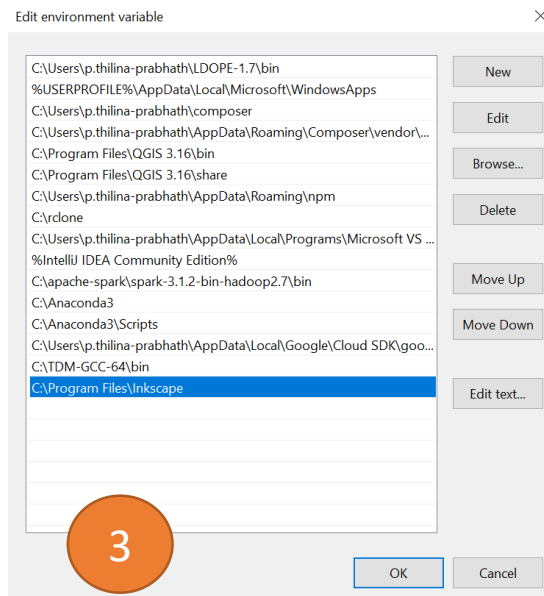 Edit environment variable
C:\Users\p.thilina-prabhath\LDOPE-1.7\bin
%USERPROFILE%\AppData\Local\Microsoft\WindowsApps
C:\Users\p.thilina-prabhath\composer
C:\Users\p.thilina-prabhath\AppData\Roaming\Composer\vendor\...
C:\Program Files\QGIS 3.16\bin
C:\Program Files\QGIS 3.16\share
C:\Users\p.thilina-prabhath\AppData\Roaming\npm
C:\rclone
C:\Users\p.thilina-prabhath\AppData\Local\Programs\Microsoft VS ...
%IntelliJ IDEA Community Edition%
C:\apache-spark\spark-3.1.2-bin-hadoop2.7\bin
C:\Anaconda3
C:\Anaconda3\Scripts
C:\Users\p.thilina-prabhath\AppData\Local\Google\Cloud SDK\goo...
C:\TDM-GCC-64\bin
C:\Program Files\Inkscape
New
Edit
Browse...
Delete
Move Up
Move Down
Edit text...
3
OK
Cancel